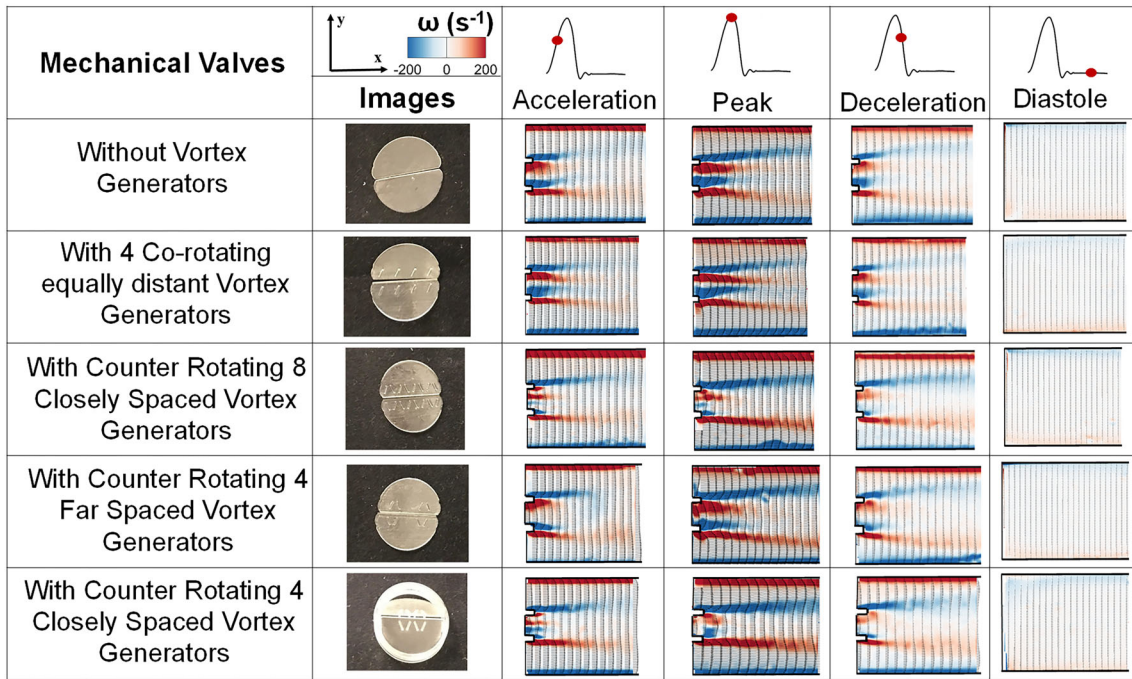 Mechanical Valves
y
x
ω (s-1)
-200 0 200
Images
Acceleration
Peak
Deceleration
Diastole
Without Vortex
Generators
With 4 Co-rotating
equally distant Vortex
Generators
With Counter Rotating 8
Closely Spaced Vortex
Generators
With Counter Rotating 4
Far Spaced Vortex
Generators
With Counter Rotating 4
Closely Spaced Vortex
Generators